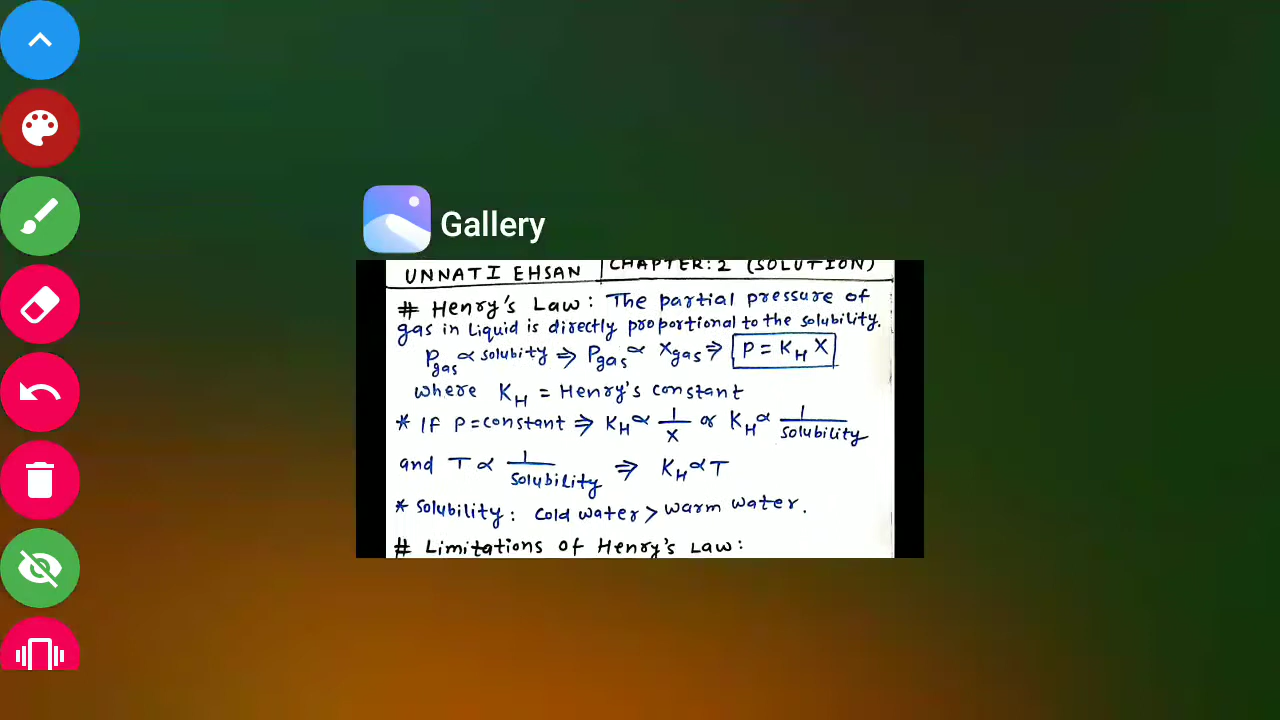 Gallery
UNNATI EHSAN CHAPTER:2 (SOLUTION)
# Henry's Law: The partial pressure of
gas in Liquid is directly proportional to the solubility.
Pgas ∝ solubity ⇒ Pgas ∝ xgas ⇒ P = KH X
where KH = Henry's constant
* IF P = constant ⇒ KH ∝ 1/X or KH ∝ 1/solubility
and T ∝ 1/solubility ⇒ KH ∝ T
* Solubility: Cold water > warm water.
# Limitations of Henry's Law: